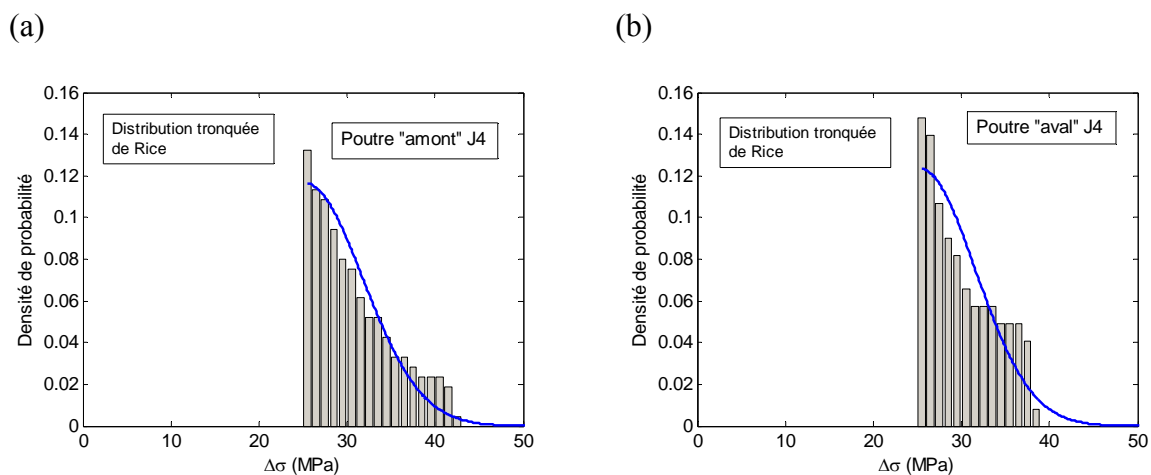 (a)
(b)
0.16
0.14
0.12
0.1
0.08
0.06
0.04
0.02
0
Densité de probabilité
Distribution tronquée
de Rice
Poutre "amont" J4
0 10 20 30 40 50
Δσ (MPa)
0.16
0.14
0.12
0.1
0.08
0.06
0.04
0.02
0
Densité de probabilité
Distribution tronquée
de Rice
Poutre "aval" J4
0 10 20 30 40 50
Δσ (MPa)